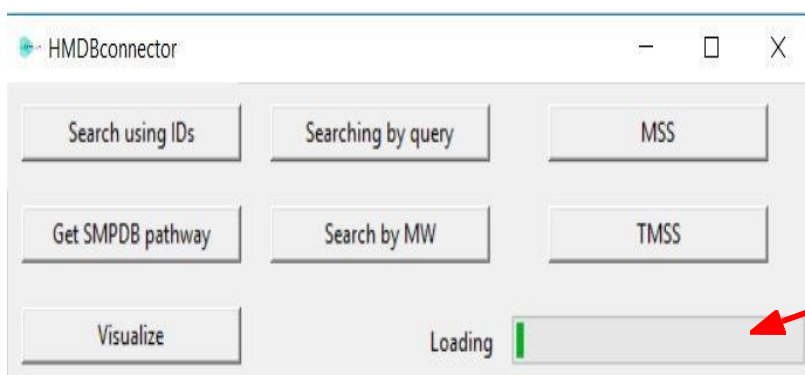 HMDBconnector
Search using IDs
Searching by query
MSS
Get SMPDB pathway
Search by MW
TMSS
Visualize
Loading